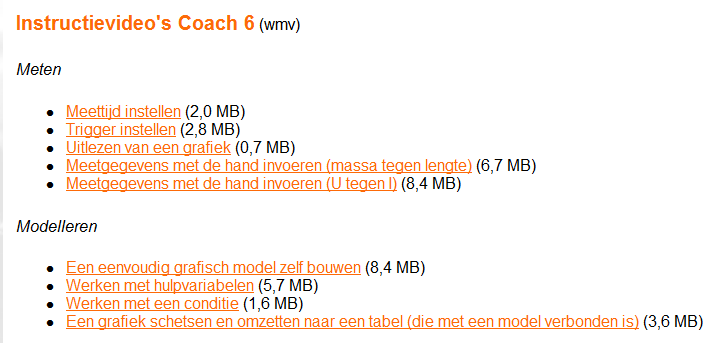 Instructievideo's Coach 6 (wmv)
Meten
• Meettijd instellen (2,0 MB)
• Trigger instellen (2,8 MB)
• Uitlezen van een grafiek (0,7 MB)
• Meetgegevens met de hand invoeren (massa tegen lengte) (6,7 MB)
• Meetgegevens met de hand invoeren (U tegen I) (8,4 MB)
Modelleren
• Een eenvoudig grafisch model zelf bouwen (8,4 MB)
• Werken met hulpvariabelen (5,7 MB)
• Werken met een conditie (1,6 MB)
• Een grafiek schetsen en omzetten naar een tabel (die met een model verbonden is) (3,6 MB)